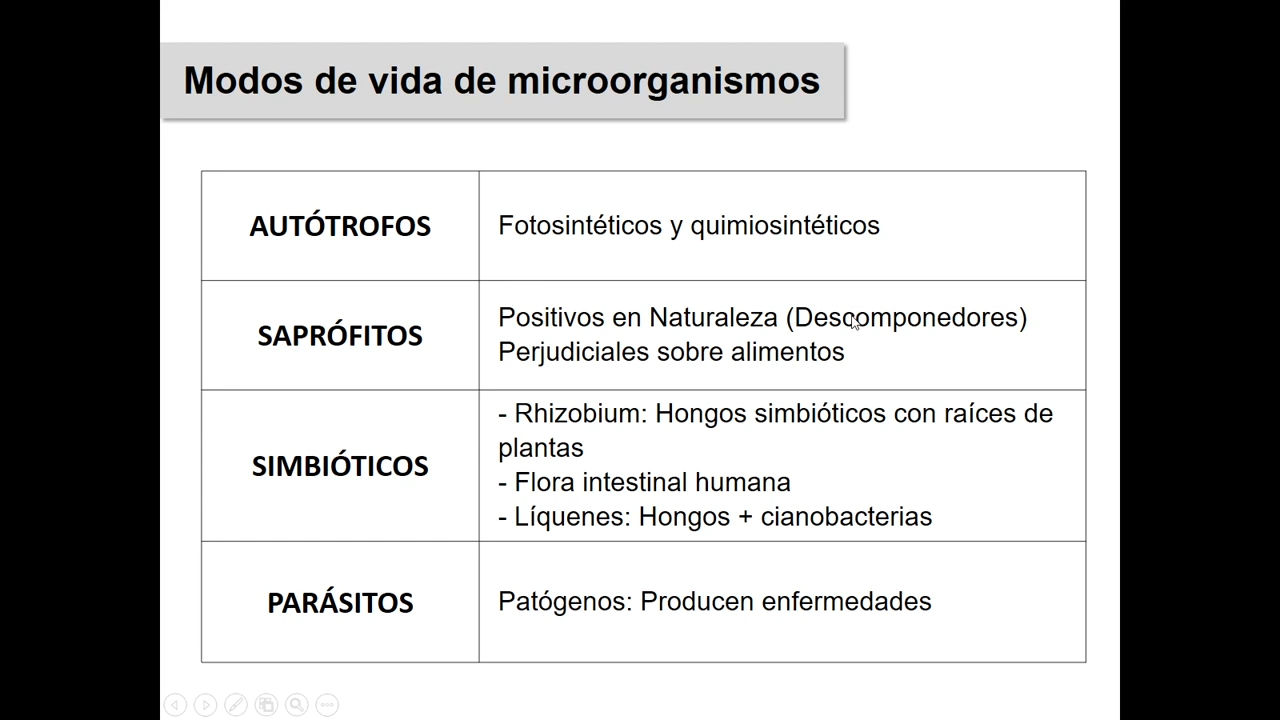 Modos de vida de microorganismos
AUTÓTROFOS
Fotosintéticos y quimiosintéticos
SAPRÓFITOS
Positivos en Naturaleza (Descomponedores)
Perjudiciales sobre alimentos
SIMBIÓTICOS
- Rhizobium: Hongos simbióticos con raíces de
plantas
- Flora intestinal humana
- Líquenes: Hongos + cianobacterias
PARÁSITOS
Patógenos: Producen enfermedades